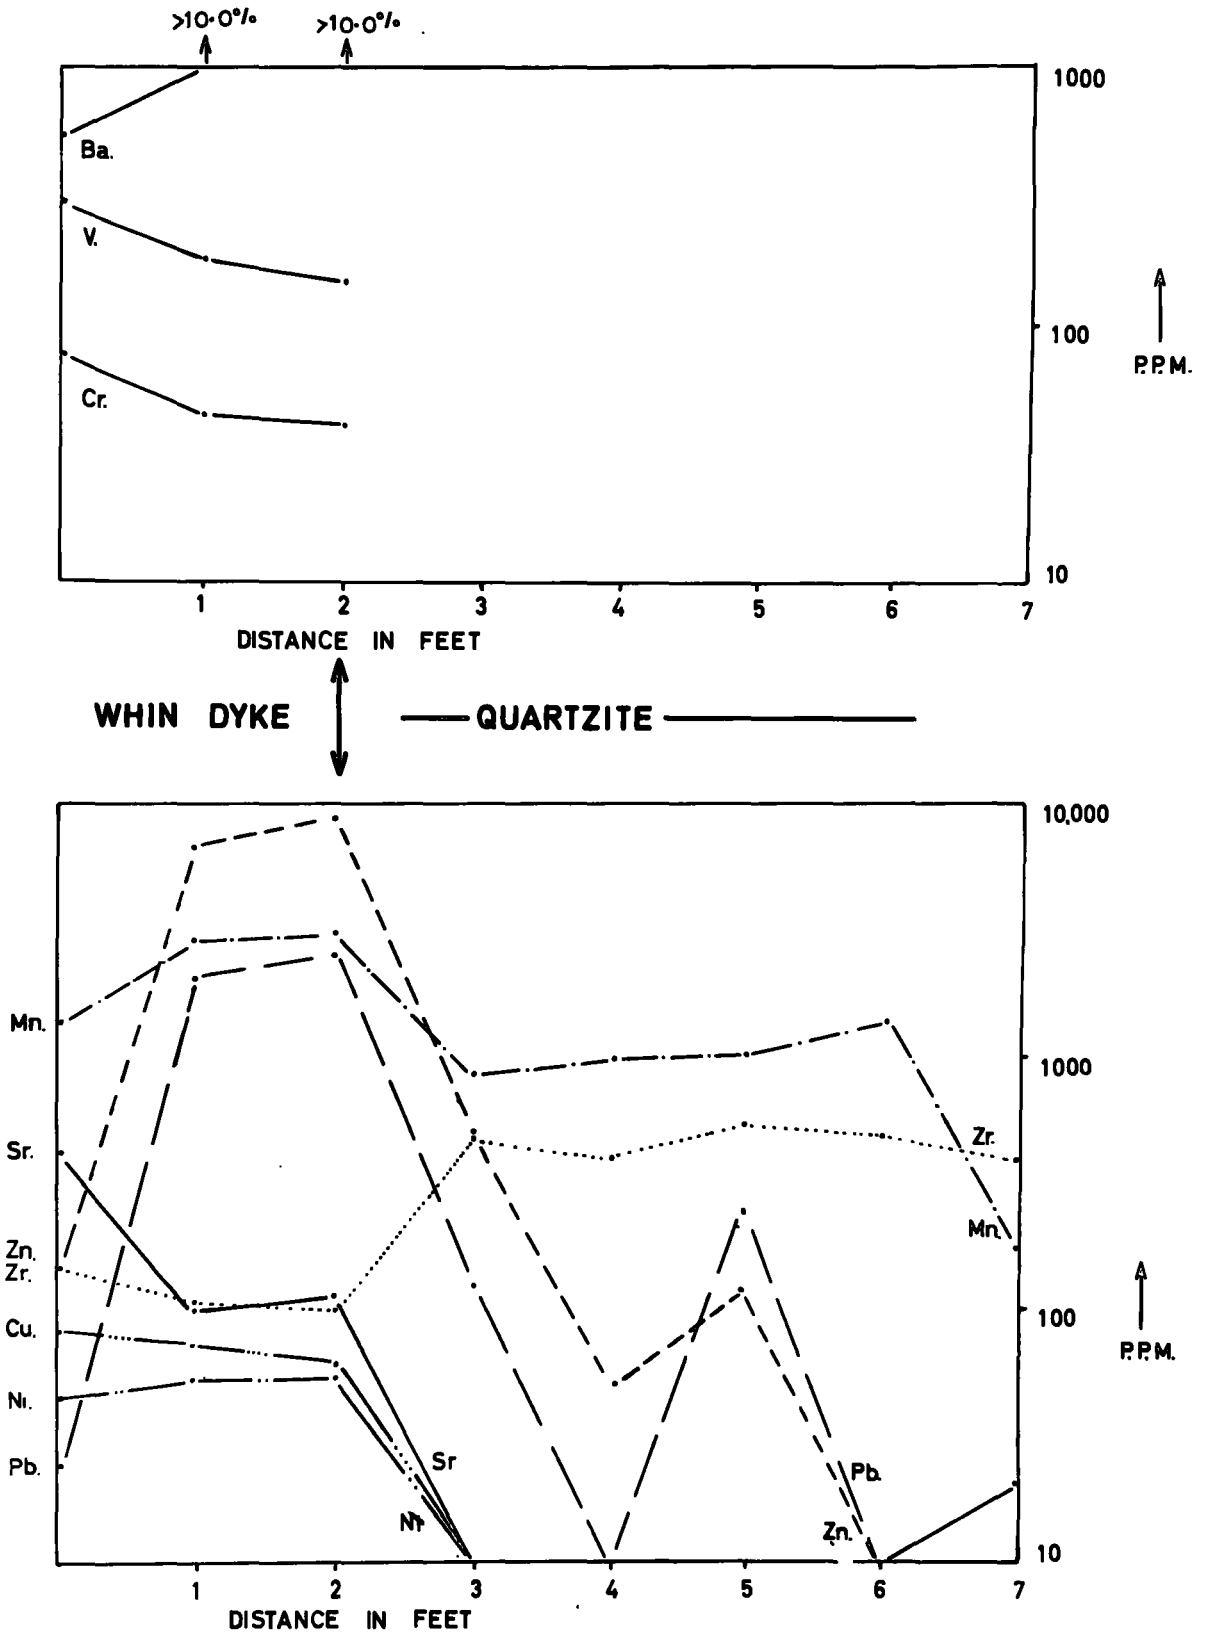 >10·0% >10·0%
1000
Ba.
V.
100
P.P.M.
Cr.
10
1 2 3 4 5 6 7
DISTANCE IN FEET
WHIN DYKE QUARTZITE
10,000
Mn.
1000
Zr.
Sr.
Mn.
Zn.
Zr.
Cu.
100
P.P.M.
Ni.
Pb.
Sr
Pb.
Zn.
10
1 2 3 4 5 6 7
DISTANCE IN FEET